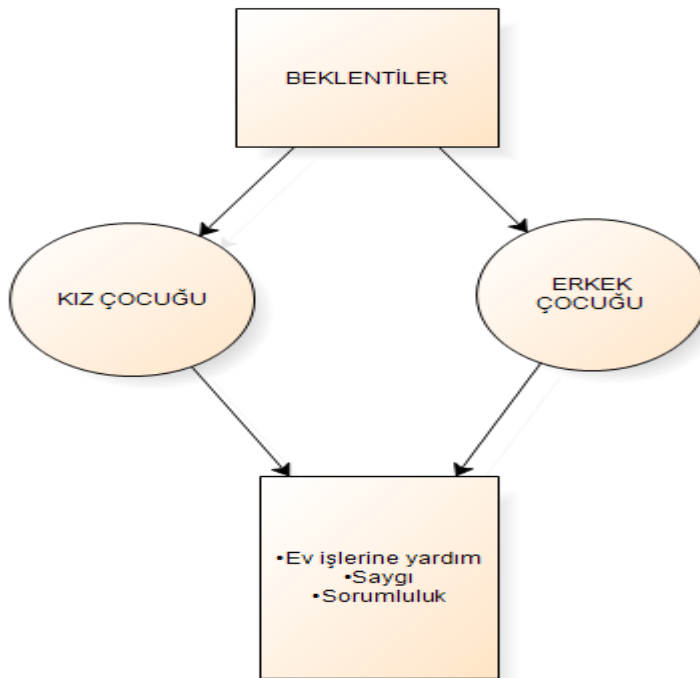 BEKLENTİLER
KIZ ÇOCUĞU
ERKEK
ÇOCUĞU
•Ev işlerine yardım
•Saygı
•Sorumluluk